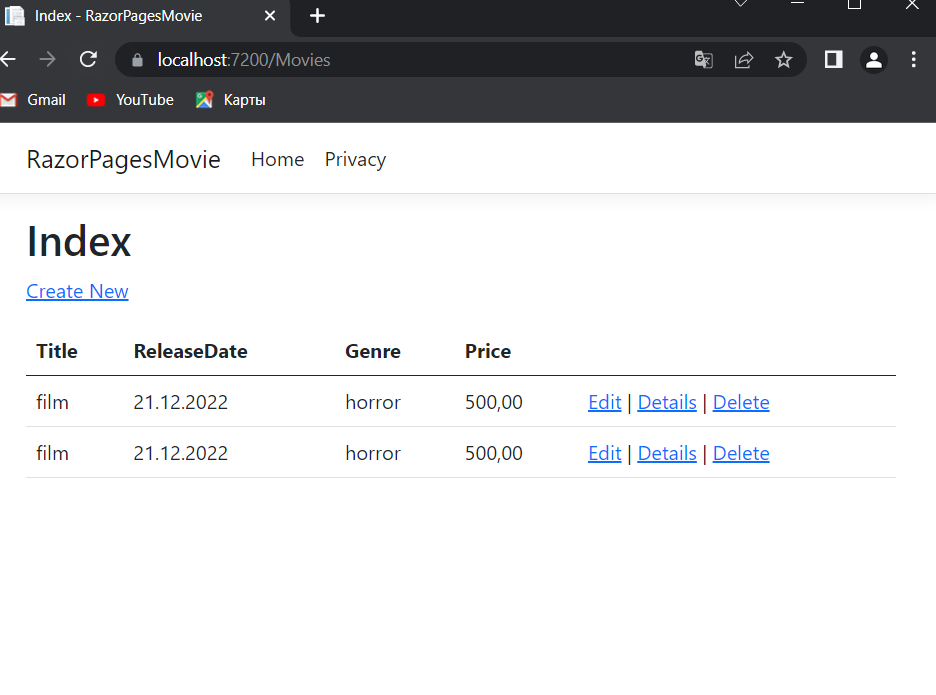 Index - RazorPagesMovie
localhost:7200/Movies
Gmail YouTube Карты
RazorPagesMovie Home Privacy
Index
Create New
Title ReleaseDate Genre Price
film 21.12.2022 horror 500,00 Edit | Details | Delete
film 21.12.2022 horror 500,00 Edit | Details | Delete